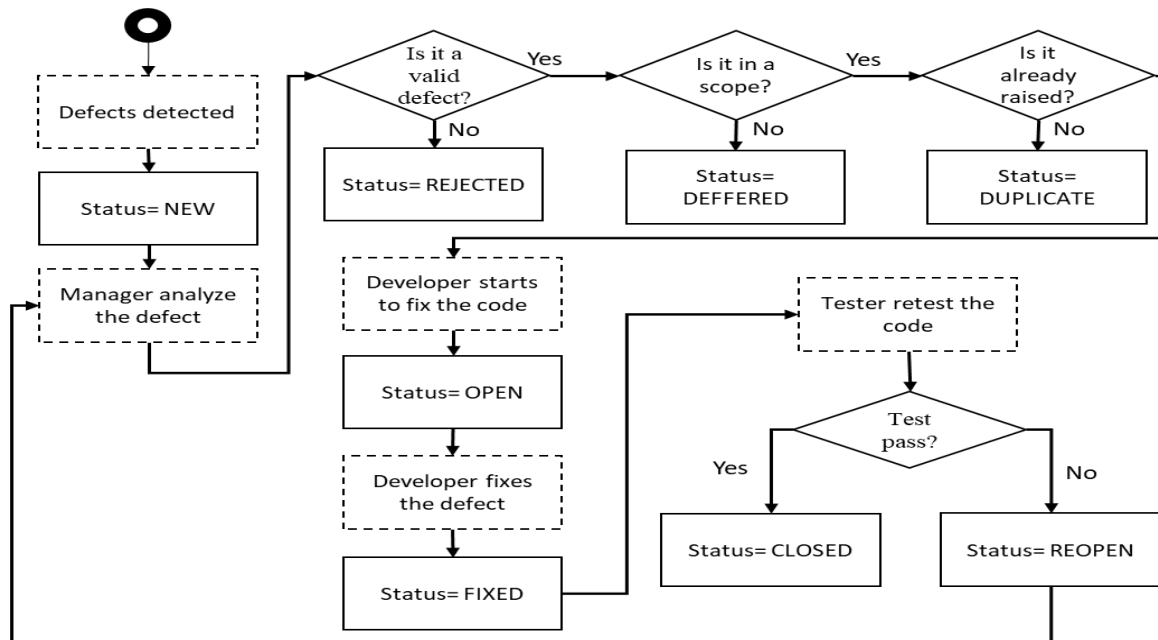 Defects detected
Status= NEW
Manager analyze
the defect
Is it a
valid
defect?
Yes
No
Status= REJECTED
Is it in a
scope?
Yes
No
Status=
DEFFERED
Is it
already
raised?
No
Status=
DUPLICATE
Developer starts
to fix the code
Status= OPEN
Developer fixes
the defect
Status= FIXED
Tester retest the
code
Test
pass?
Yes
No
Status= CLOSED
Status= REOPEN